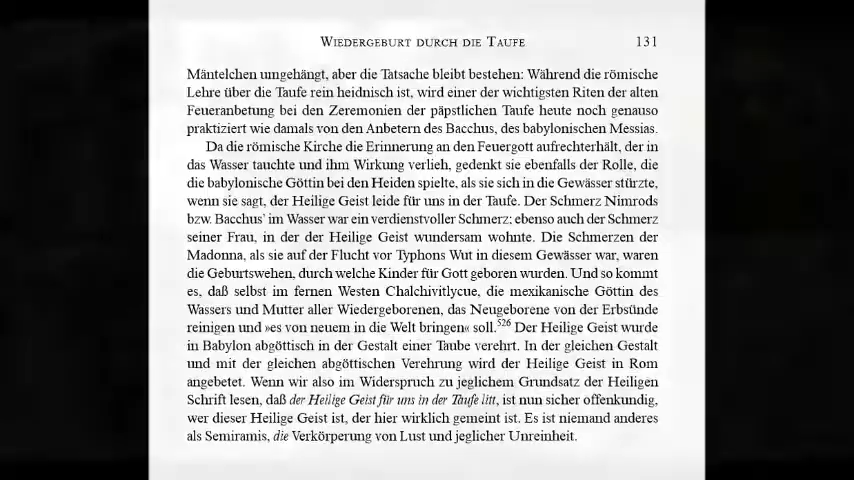 WIEDERGEBURT DURCH DIE TAUFE 131
Mäntelchen umgehängt, aber die Tatsache bleibt bestehen: Während die römische
Lehre über die Taufe rein heidnisch ist, wird einer der wichtigsten Riten der alten
Feueranbetung bei den Zeremonien der päpstlichen Taufe heute noch genauso
praktiziert wie damals von den Anbetern des Bacchus, des babylonischen Messias.
Da die römische Kirche die Erinnerung an den Feuergott aufrechterhält, der in
das Wasser tauchte und ihm Wirkung verlieh, gedenkt sie ebenfalls der Rolle, die
die babylonische Göttin bei den Heiden spielte, als sie sich in die Gewässer stürzte,
wenn sie sagt, der Heilige Geist leide für uns in der Taufe. Der Schmerz Nimrods
bzw. Bacchus' im Wasser war ein verdienstvoller Schmerz; ebenso auch der Schmerz
seiner Frau, in der der Heilige Geist wundersam wohnte. Die Schmerzen der
Madonna, als sie auf der Flucht vor Typhons Wut in diesem Gewässer war, waren
die Geburtswehen, durch welche Kinder für Gott geboren wurden. Und so kommt
es, daß selbst im fernen Westen Chalchivitlycue, die mexikanische Göttin des
Wassers und Mutter aller Wiedergeborenen, das Neugeborene von der Erbsünde
reinigen und »es von neuem in die Welt bringen« soll.526 Der Heilige Geist wurde
in Babylon abgöttisch in der Gestalt einer Taube verehrt. In der gleichen Gestalt
und mit der gleichen abgöttischen Verehrung wird der Heilige Geist in Rom
angebetet. Wenn wir also im Widerspruch zu jeglichem Grundsatz der Heiligen
Schrift lesen, daß der Heilige Geist für uns in der Taufe litt, ist nun sicher offenkundig,
wer dieser Heilige Geist ist, der hier wirklich gemeint ist. Es ist niemand anderes
als Semiramis, die Verkörperung von Lust und jeglicher Unreinheit.